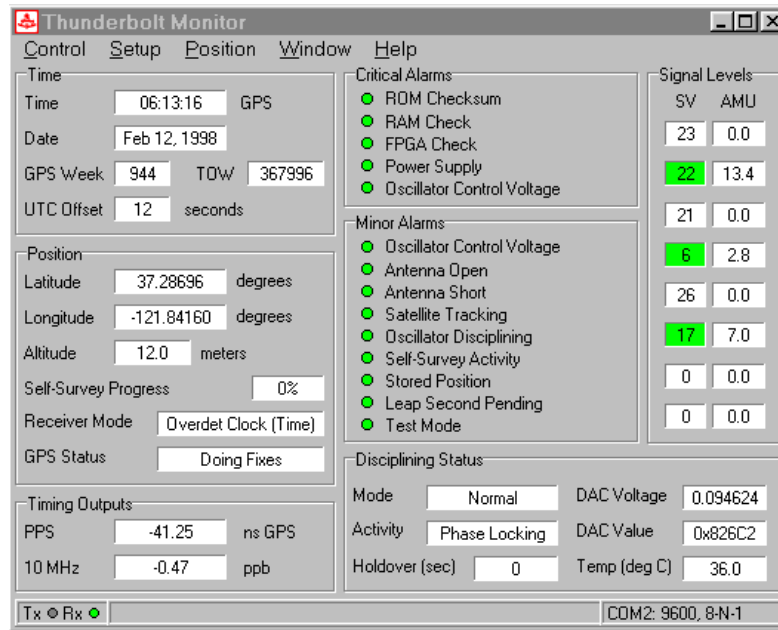 Thunderbolt Monitor
Control Setup Position Window Help
Time
Time 06:13:16 GPS
Date Feb 12, 1998
GPS Week 944 TOW 367996
UTC Offset 12 seconds
Position
Latitude 37.28696 degrees
Longitude -121.84160 degrees
Altitude 12.0 meters
Self-Survey Progress 0%
Receiver Mode Overdet Clock (Time)
GPS Status Doing Fixes
Timing Outputs
PPS -41.25 ns GPS
10 MHz -0.47 ppb
Critical Alarms
ROM Checksum
RAM Check
FPGA Check
Power Supply
Oscillator Control Voltage
Minor Alarms
Oscillator Control Voltage
Antenna Open
Antenna Short
Satellite Tracking
Oscillator Disciplining
Self-Survey Activity
Stored Position
Leap Second Pending
Test Mode
Signal Levels
SV AMU
23 0.0
22 13.4
21 0.0
6 2.8
26 0.0
17 7.0
0 0.0
0 0.0
Disciplining Status
Mode Normal DAC Voltage 0.094624
Activity Phase Locking DAC Value 0x826C2
Holdover (sec) 0 Temp (deg C) 36.0
Tx Rx COM2: 9600, 8-N-1